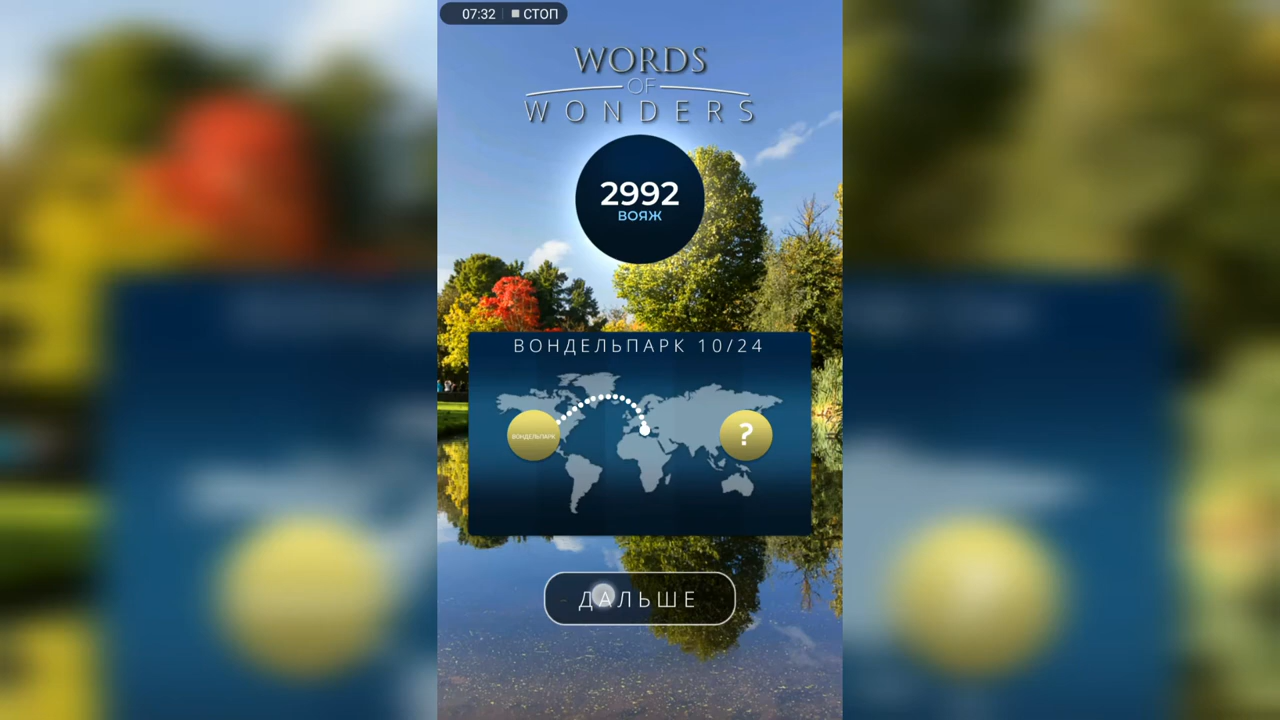 07:32 СТОП
WORDS
OF
WONDERS
2992
ВОЯЖ
ВОНДЕЛЬПАРК 10/24
ВОНДЕЛЬПАРК
?
ДАЛЬШЕ